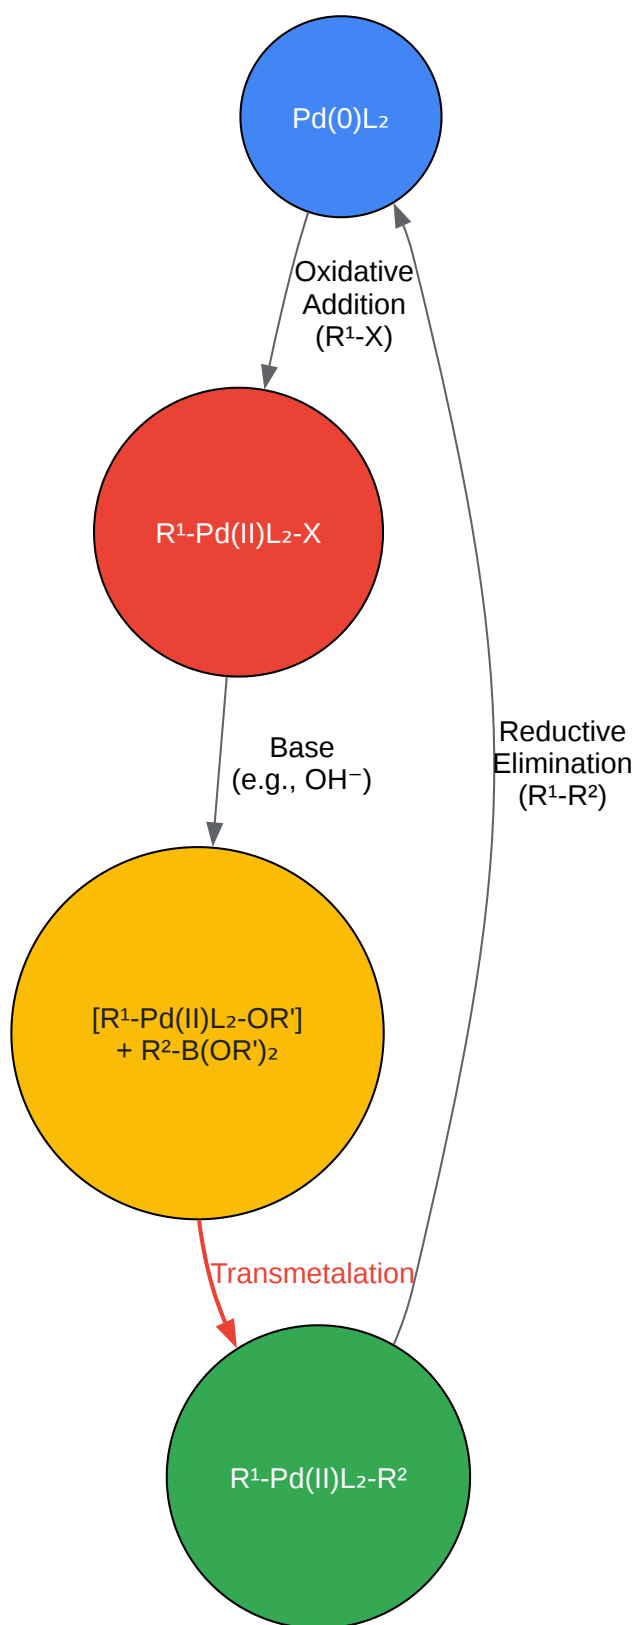 Pd(0)L₂
Oxidative
Addition
(R¹-X)
R¹-Pd(II)L₂-X
Base
(e.g., OH⁻)
Reductive
Elimination
(R¹-R²)
[R¹-Pd(II)L₂-OR']
+ R²-B(OR')₂
Transmetalation
R¹-Pd(II)L₂-R²